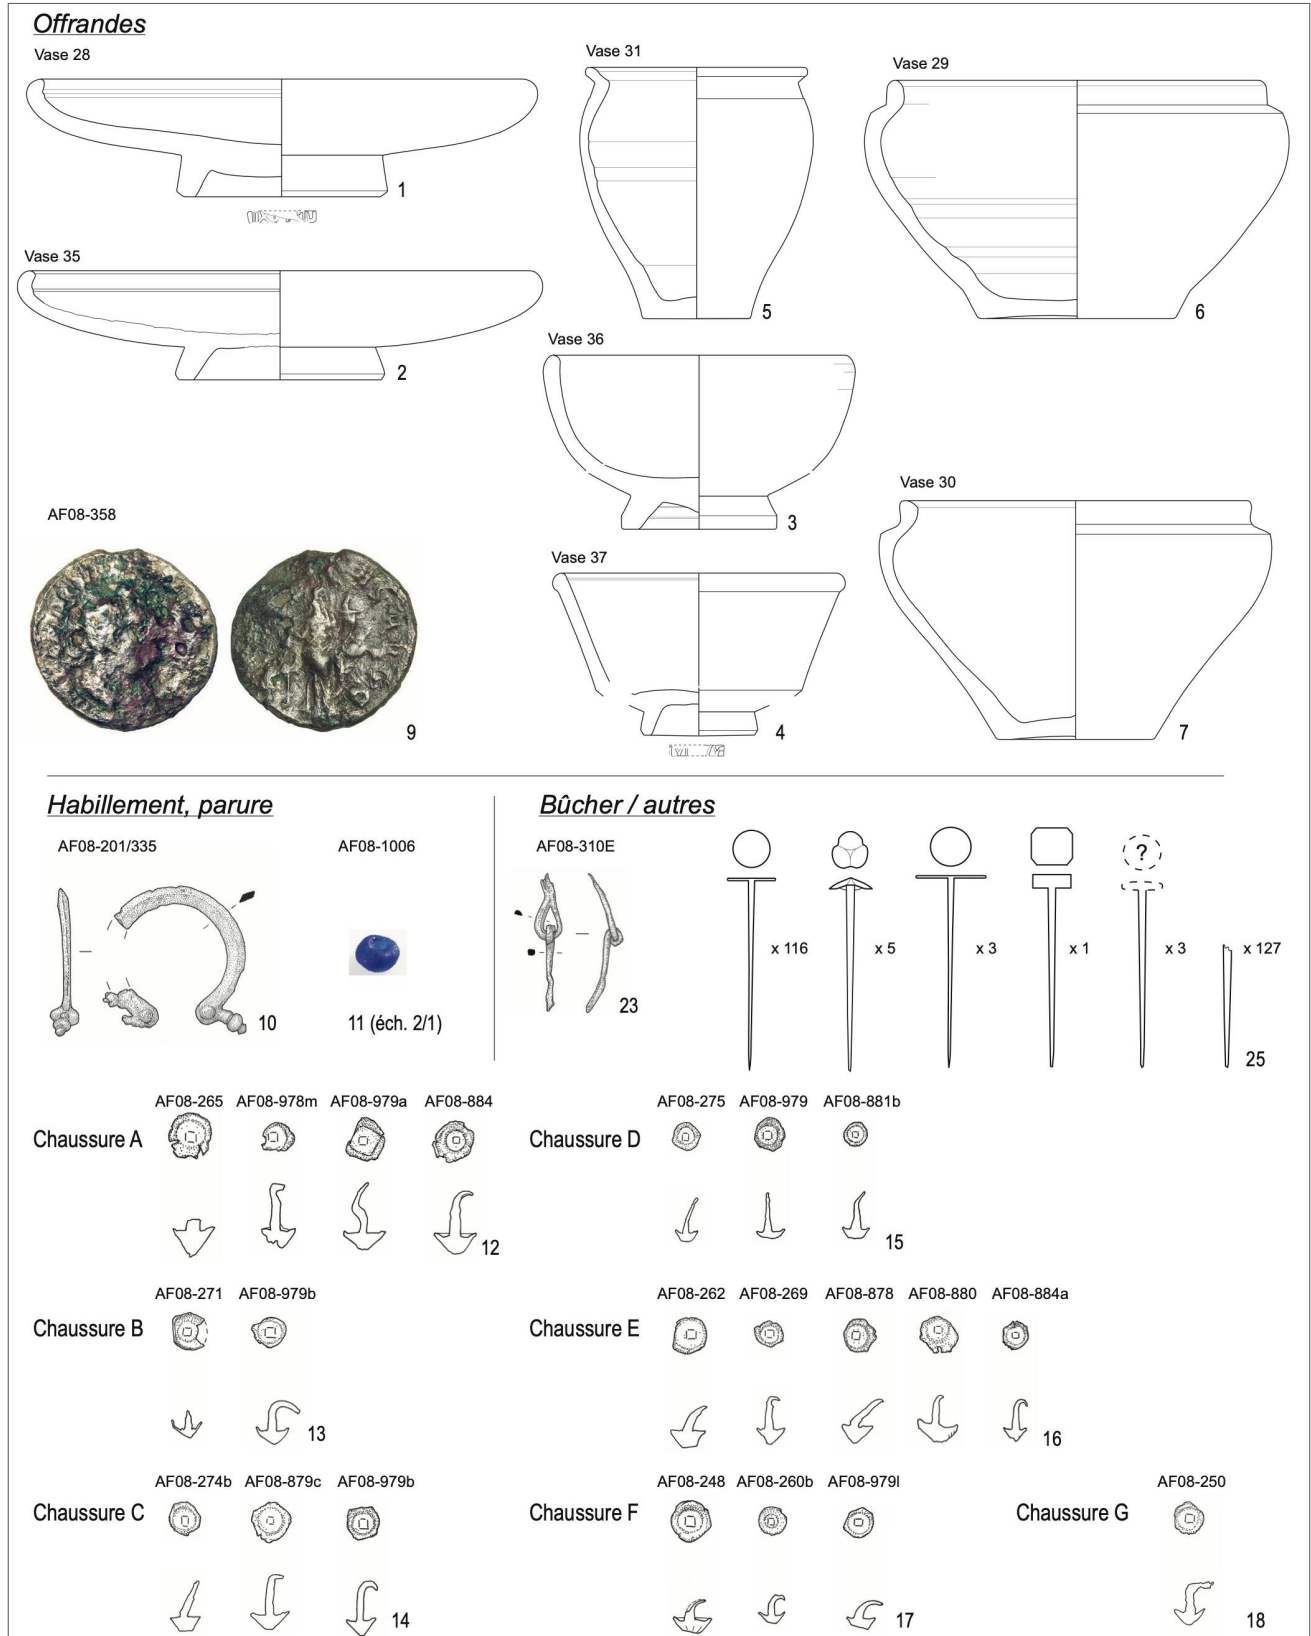 Offrandes
Vase 28
1
Vase 35
2
Vase 31
5
Vase 29
6
Vase 36
3
Vase 37
4
Vase 30
7
AF08-358
9
Habillement, parure
AF08-201/335
10
AF08-1006
11 (éch. 2/1)
Bûcher / autres
AF08-310E
23
?
x 116
x 5
x 3
x 1
x 3
x 127
25
Chaussure A
AF08-265 AF08-978m AF08-979a AF08-884
12
Chaussure B
AF08-271 AF08-979b
13
Chaussure C
AF08-274b AF08-879c AF08-979b
14
Chaussure D
AF08-275 AF08-979 AF08-881b
15
Chaussure E
AF08-262 AF08-269 AF08-878 AF08-880 AF08-884a
16
Chaussure F
AF08-248 AF08-260b AF08-979l
17
Chaussure G
AF08-250
18